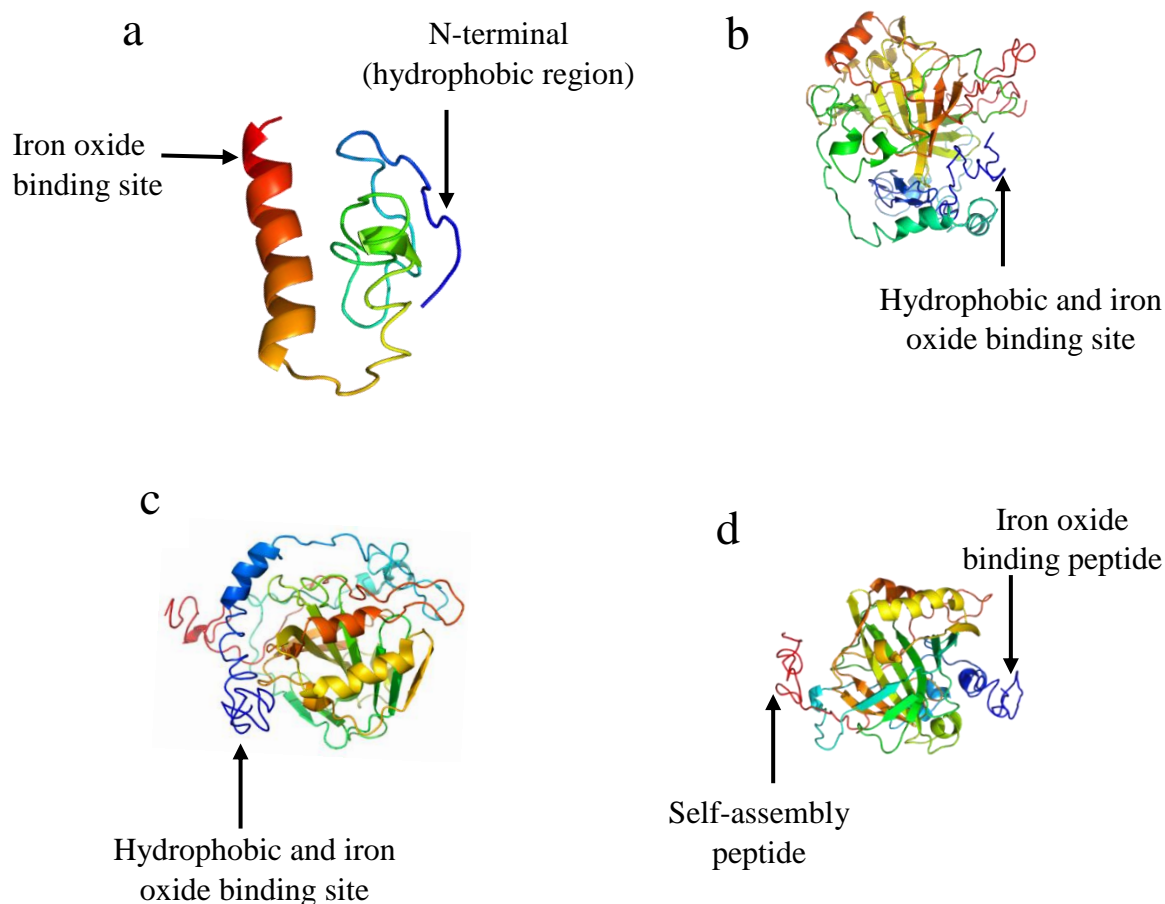 a
N-terminal
(hydrophobic region)
Iron oxide
binding site
b
Hydrophobic and iron
oxide binding site
c
Hydrophobic and iron
oxide binding site
d
Iron oxide
binding peptide
Self-assembly
peptide